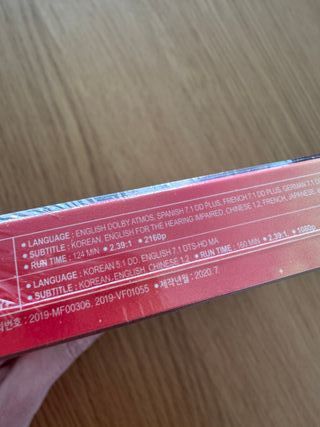 • LANGUAGE : ENGLISH DOLBY ATMOS, SPANISH 7.1 DD PLUS, FRENCH 7.1 DD PLUS, GERMAN 7.1
• SUBTITLE : KOREAN, ENGLISH FOR THE HEARING IMPAIRED, CHINESE 1.2, FRENCH, JAPANESE,
• RUN TIME : 124 MIN • 2.39:1 • 2160p
• LANGUAGE : KOREAN 5.1 DD, ENGLISH 7.1 DTS-HD MA
• SUBTITLE : KOREAN, ENGLISH, CHINESE 1.2 • RUN TIME : 160 MIN • 2.39:1 • 1080p
번호 : 2019-MF00306, 2019-VF01055 • 제작년월 : 2020. 7.